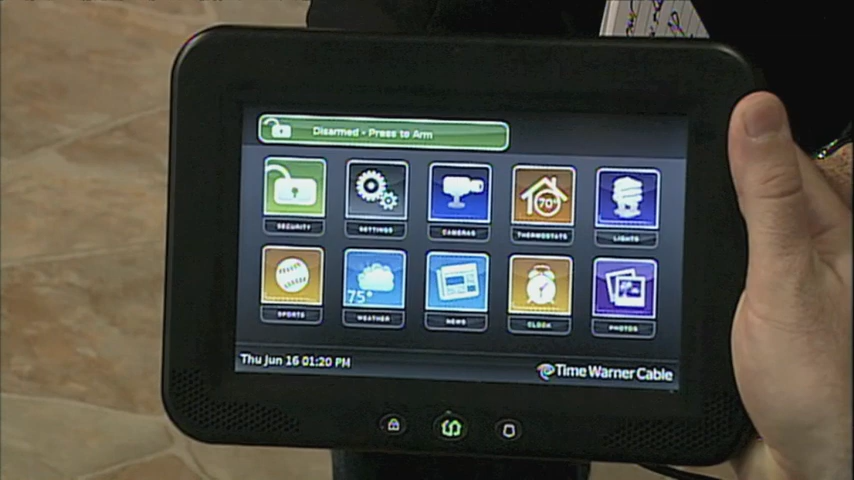 Disarmed - Press to Arm
SECURITY
SETTINGS
CAMERAS
70°
THERMOSTATS
LIGHTS
SPORTS
75°
WEATHER
NEWS
CLOCK
PHOTOS
Thu Jun 16 01:20 PM
Time Warner Cable